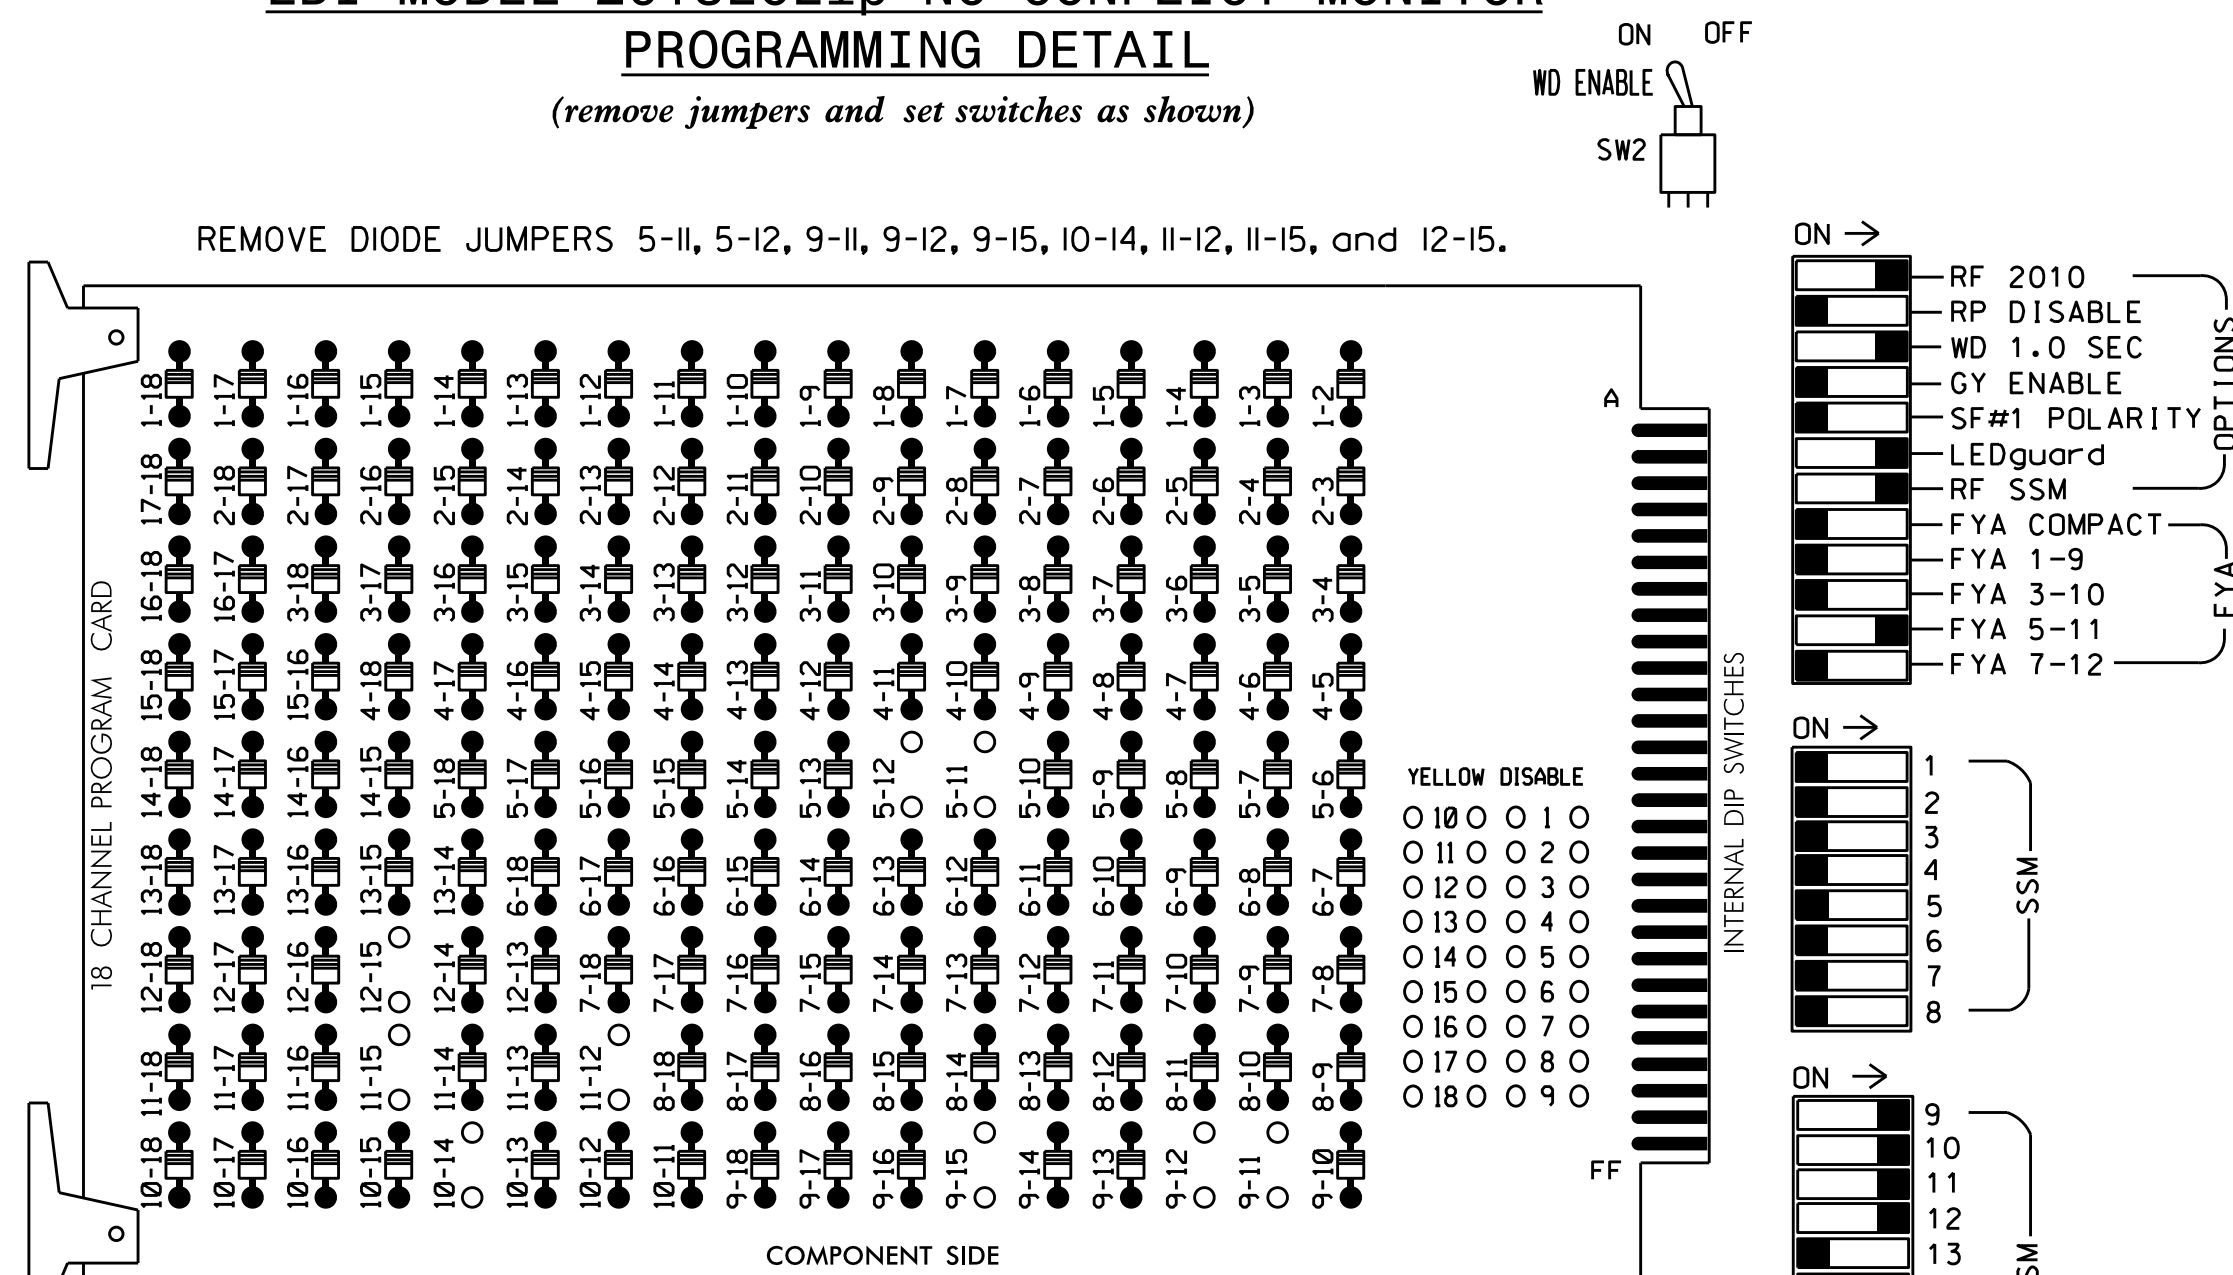 PROGRAMMING DETAIL
(remove jumpers and set switches as shown)
ON OFF
WD ENABLE
SW2
REMOVE DIODE JUMPERS 5-11, 5-12, 9-11, 9-12, 9-15, 10-14, 11-12, 11-15, and 12-15.
18 CHANNEL PROGRAM CARD
1-18 1-17 1-16 1-15 1-14 1-13 1-12 1-11 1-10 1-9 1-8 1-7 1-6 1-5 1-4 1-3 1-2
17-18 2-18 2-17 2-16 2-15 2-14 2-13 2-12 2-11 2-10 2-9 2-8 2-7 2-6 2-5 2-4 2-3
16-18 16-17 3-18 3-17 3-16 3-15 3-14 3-13 3-12 3-11 3-10 3-9 3-8 3-7 3-6 3-5 3-4
15-18 15-17 15-16 4-18 4-17 4-16 4-15 4-14 4-13 4-12 4-11 4-10 4-9 4-8 4-7 4-6 4-5
14-18 14-17 14-16 14-15 5-18 5-17 5-16 5-15 5-14 5-13 5-12 5-11 5-10 5-9 5-8 5-7 5-6
13-18 13-17 13-16 13-15 13-14 6-18 6-17 6-16 6-15 6-14 6-13 6-12 6-11 6-10 6-9 6-8 6-7
12-18 12-17 12-16 12-15 12-14 12-13 7-18 7-17 7-16 7-15 7-14 7-13 7-12 7-11 7-10 7-9 7-8
11-18 11-17 11-16 11-15 11-14 11-13 11-12 8-18 8-17 8-16 8-15 8-14 8-13 8-12 8-11 8-10 8-9
10-18 10-17 10-16 10-15 10-14 10-13 10-12 10-11 9-18 9-17 9-16 9-15 9-14 9-13 9-12 9-11 9-10
COMPONENT SIDE
A
FF
YELLOW DISABLE
10 1
11 2
12 3
13 4
14 5
15 6
16 7
17 8
18 9
INTERNAL DIP SWITCHES
ON →
RF 2010
RP DISABLE
WD 1.0 SEC
GY ENABLE
SF#1 POLARITY
LEDguard
RF SSM
OPTIONS
FYA COMPACT
FYA 1-9
FYA 3-10
FYA 5-11
FYA 7-12
FYA
ON →
1
2
3
4
5
6
7
8
SSM
ON →
9
10
11
12
13